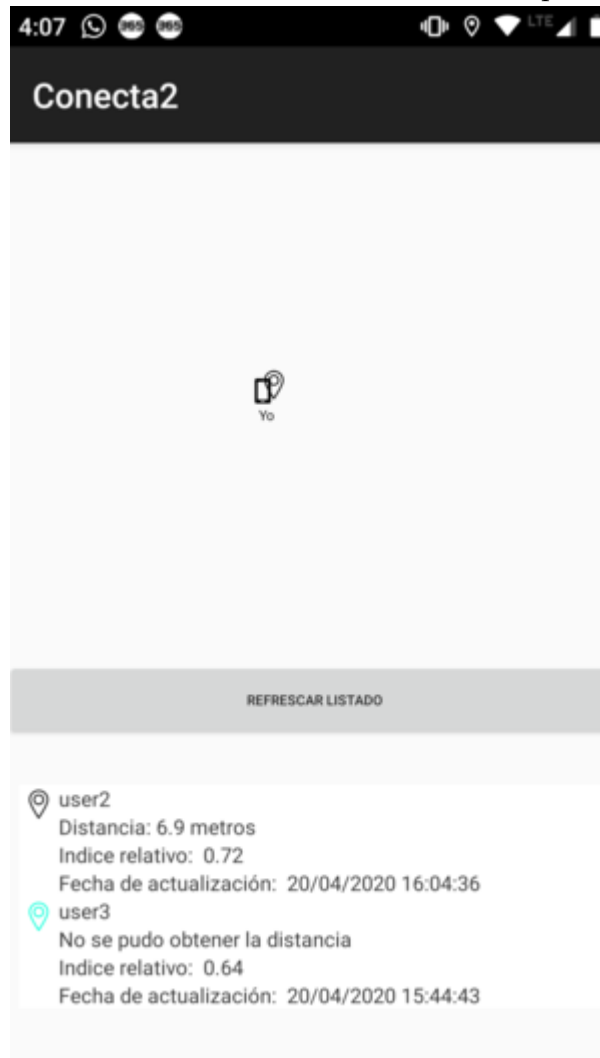 4:07
365
365
LTE
Conecta2
Yo
REFRESCAR LISTADO
user2
Distancia: 6.9 metros
Indice relativo: 0.72
Fecha de actualización: 20/04/2020 16:04:36
user3
No se pudo obtener la distancia
Indice relativo: 0.64
Fecha de actualización: 20/04/2020 15:44:43